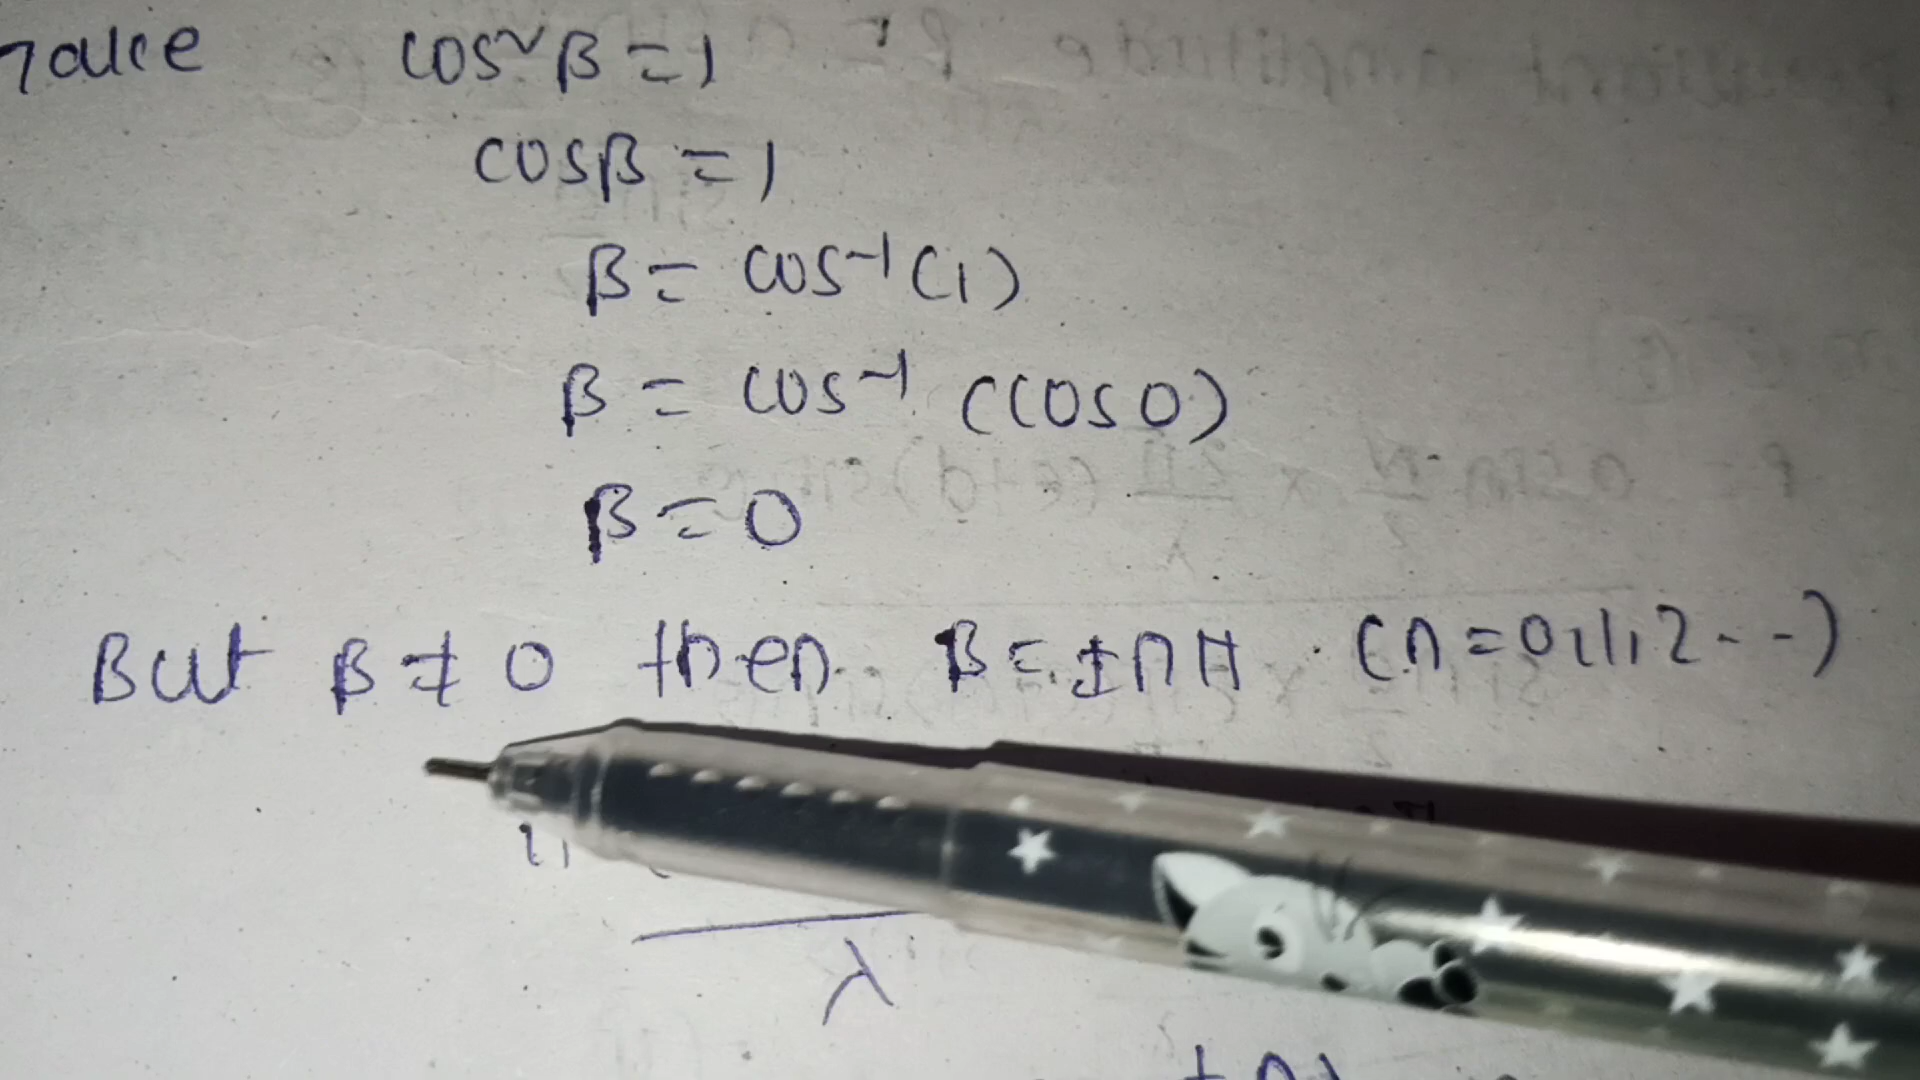 Take cos²β = 1
cosβ = 1
β = cos⁻¹(1)
β = cos⁻¹ (cos0)
β = 0
But β ≠ 0 then β = ±nπ (n = 0,1,2--)
λ